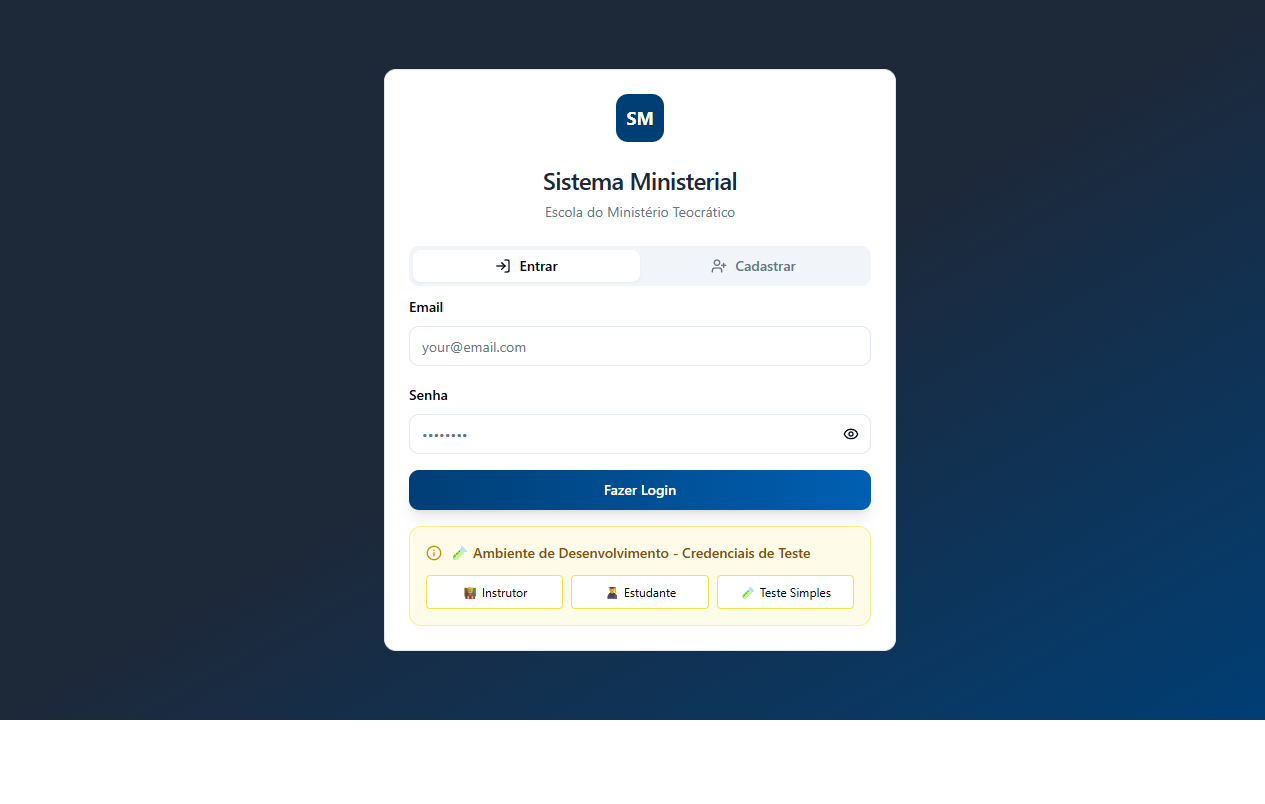 SM
Sistema Ministerial
Escola do Ministério Teocrático
Entrar
Cadastrar
Email
your@email.com
Senha
••••••••
Fazer Login
Ambiente de Desenvolvimento - Credenciais de Teste
Instrutor
Estudante
Teste Simples